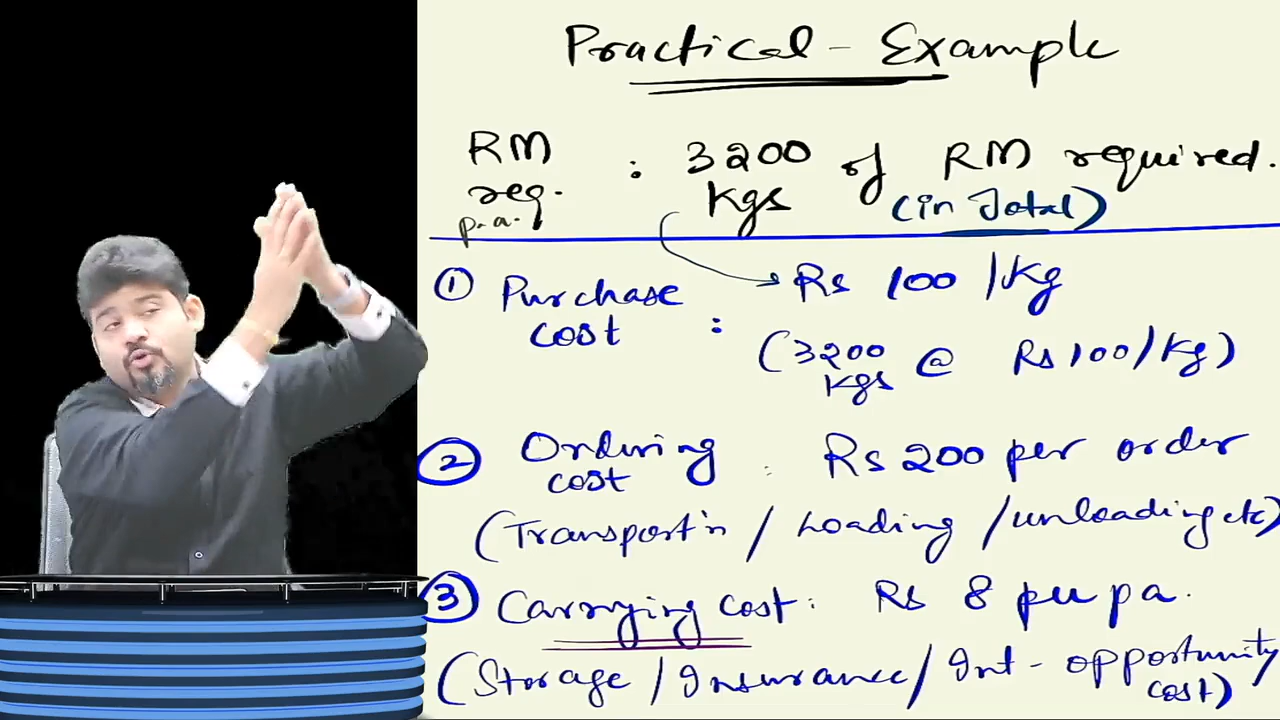 Practical - Example
RM req. p.a. : 3200 kgs of RM required.
(in Total)
① Purchase cost : Rs 100 /Kg
(3200 kgs @ Rs 100/Kg)
② Ordering cost : Rs 200 per order
(Transport'n / Loading / unloading etc)
③ Carrying cost : Rs 8 per pa.
(Storage / Insurance / Int - opportunity cost)